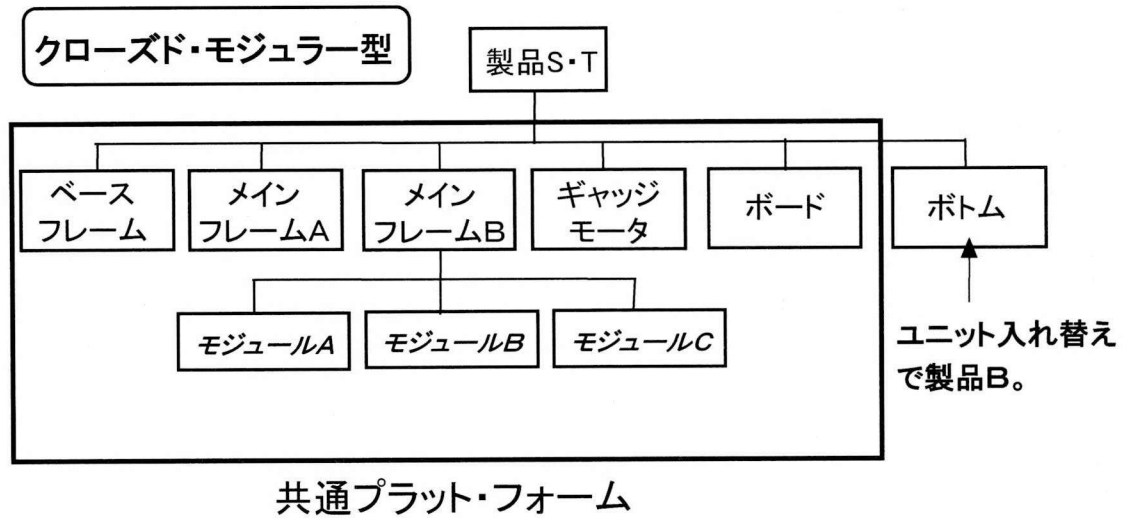 クローズド・モジュラー型
製品S・T
ベース
フレーム
メイン
フレームA
メイン
フレームB
ギャッジ
モータ
ボード
ボトム
モジュールA
モジュールB
モジュールC
ユニット入れ替え
で製品B。
共通プラット・フォーム